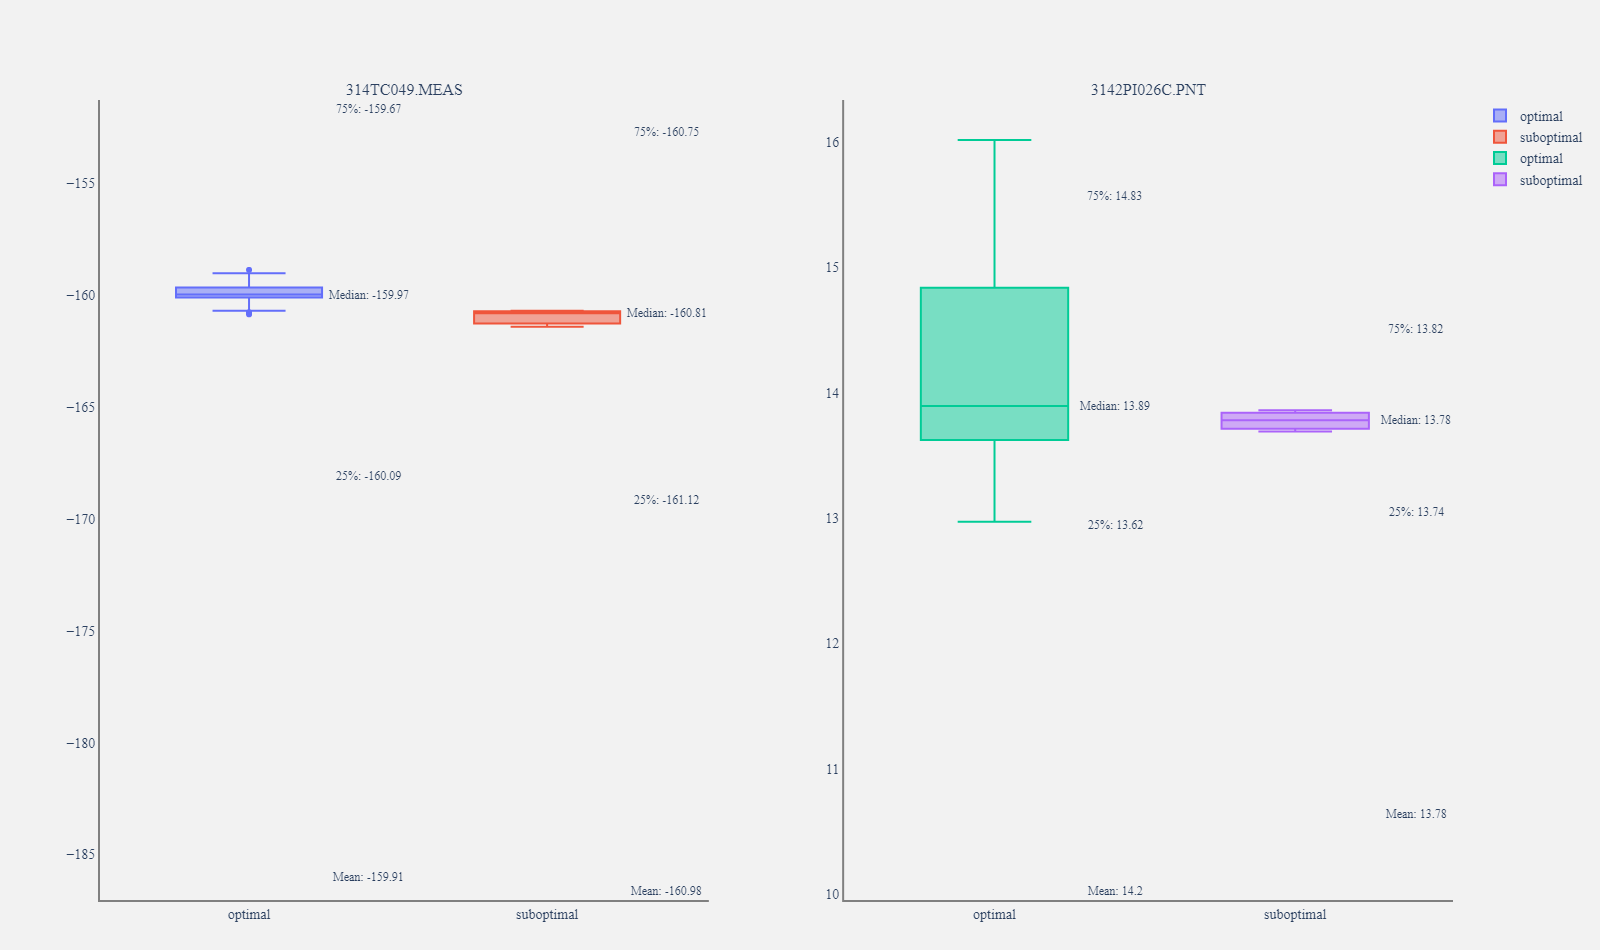 314TC049.MEAS
75%: -159.67
75%: -160.75
−155
−160
−165
−170
−175
−180
−185
Median: -159.97
Median: -160.81
25%: -160.09
25%: -161.12
Mean: -159.91
Mean: -160.98
optimal
suboptimal
3142PI026C.PNT
16
15
14
13
12
11
10
75%: 14.83
75%: 13.82
Median: 13.89
Median: 13.78
25%: 13.62
25%: 13.74
Mean: 13.78
Mean: 14.2
optimal
suboptimal
optimal
suboptimal
optimal
suboptimal